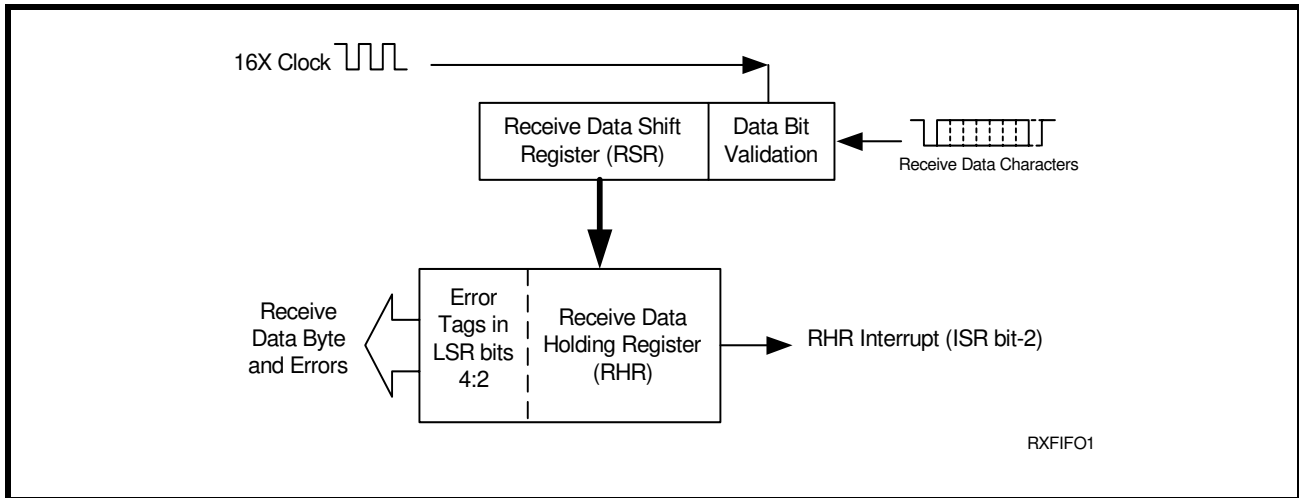 16X Clock
Receive Data Shift
Register (RSR)
Data Bit
Validation
Receive Data Characters
Receive
Data Byte
and Errors
Error
Tags in
LSR bits
4:2
Receive Data
Holding Register
(RHR)
RHR Interrupt (ISR bit-2)
RXFIFO1